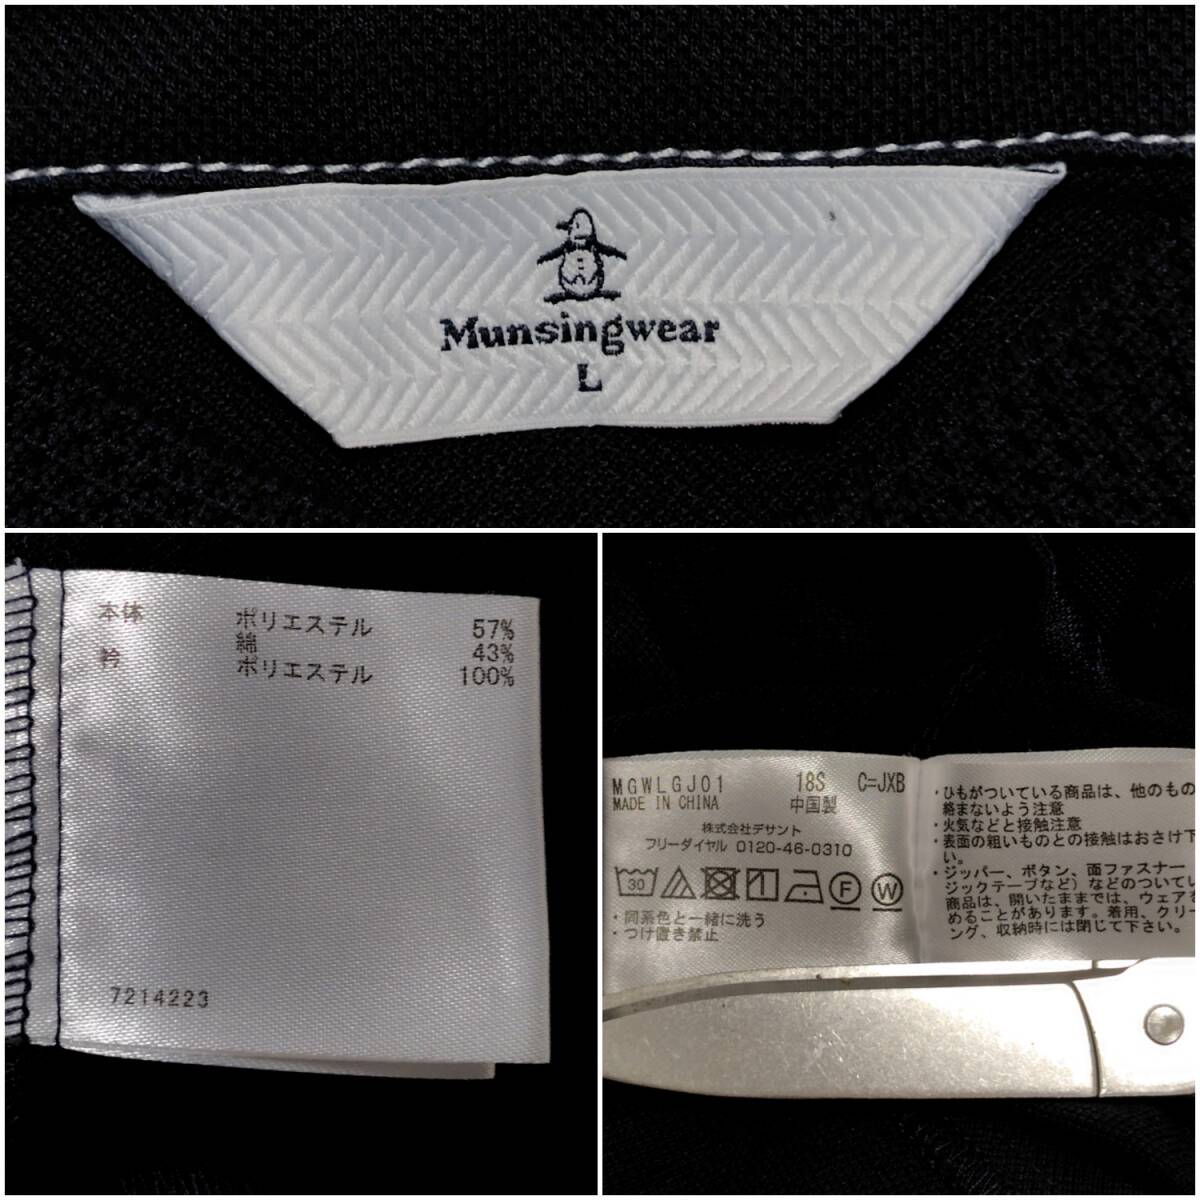 Munsingwear
L
本体 ポリエステル 57%
綿 43%
衿 ポリエステル 100%
7214223
MGWLGJ01 18S C=JXB
MADE IN CHINA 中国製
株式会社デサント
フリーダイヤル 0120-46-0310
30 F W
・同系色と一緒に洗う
・つけ置き禁止
・ひもがついている商品は、他のもの
絡まないよう注意
・火気などと接触注意
・表面の粗いものとの接触はおさけ下
い。
・ジッパー、ボタン、面ファスナー
ジックテープなど）などのついてい
商品は、開いたままでは、ウェアを
めることがあります。着用、クリー
ング、収納時には閉じて下さい。